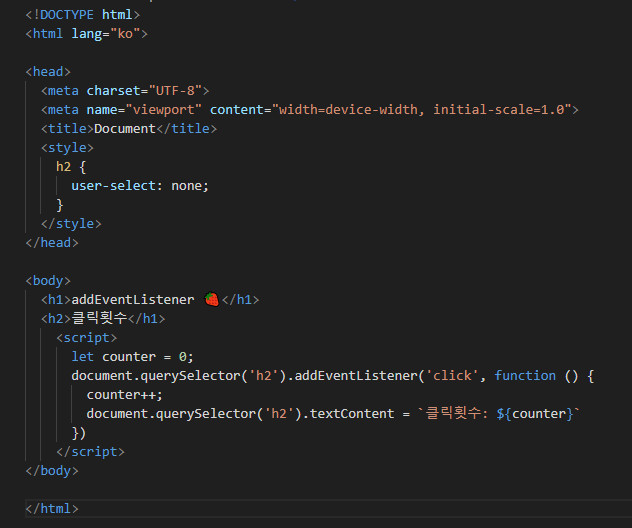 <!DOCTYPE html>
<html lang="ko">
<head>
<meta charset="UTF-8">
<meta name="viewport" content="width=device-width, initial-scale=1.0">
<title>Document</title>
<style>
h2 {
user-select: none;
}
</style>
</head>
<body>
<h1>addEventListener 🍓</h1>
<h2>클릭횟수</h1>
<script>
let counter = 0;
document.querySelector('h2').addEventListener('click', function () {
counter++;
document.querySelector('h2').textContent = `클릭횟수: ${counter}`
})
</script>
</body>
</html>